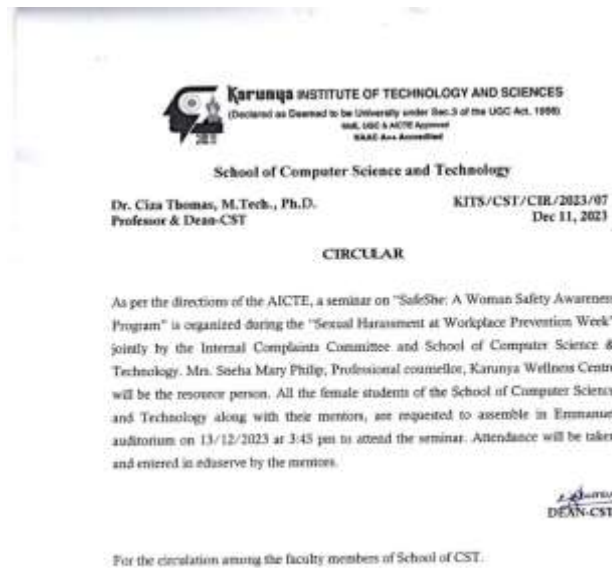 Karunya INSTITUTE OF TECHNOLOGY AND SCIENCES
(Declared as Deemed to be University under Sec.3 of the UGC Act, 1956)
MoE, UGC & AICTE Approved
NAAC A++ Accredited
School of Computer Science and Technology
Dr. Ciza Thomas, M.Tech., Ph.D. KITS/CST/CIR/2023/07
Professor & Dean-CST Dec 11, 2023
CIRCULAR
As per the directions of the AICTE, a seminar on "SafeShe: A Woman Safety Awareness
Program" is organized during the "Sexual Harassment at Workplace Prevention Week"
jointly by the Internal Complaints Committee and School of Computer Science &
Technology. Mrs. Sneha Mary Philip, Professional counsellor, Karunya Wellness Centre
will be the resource person. All the female students of the School of Computer Science
and Technology along with their mentors, are requested to assemble in Emmanuel
auditorium on 13/12/2023 at 3:45 pm to attend the seminar. Attendance will be taken
and entered in eduserve by the mentors.
DEAN-CST
For the circulation among the faculty members of School of CST.